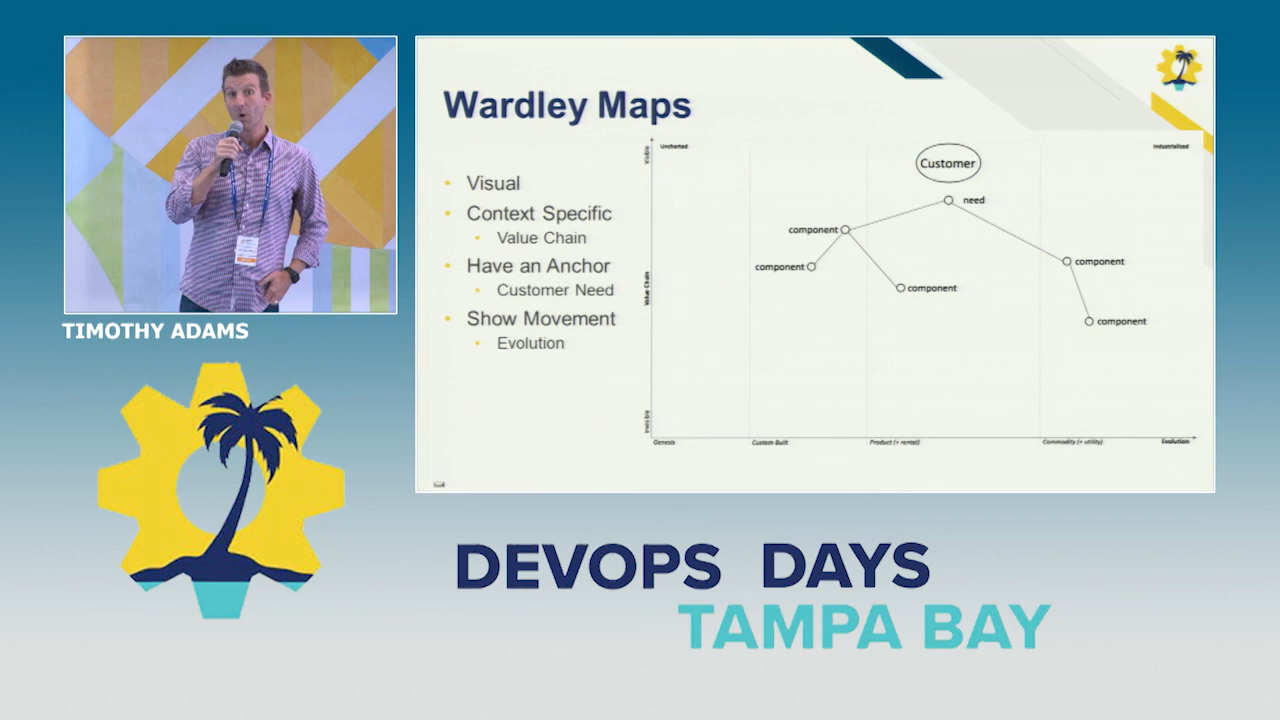 TIMOTHY ADAMS
Wardley Maps
Visual
Context Specific
Value Chain
Have an Anchor
Customer Need
Show Movement
Evolution
Visible
Uncharted
Industrialized
Customer
need
component
component
component
component
component
Value Chain
Invisible
Genesis
Custom Built
Product (+ rental)
Commodity (+ utility)
Evolution
DEVOPS DAYS
TAMPA BAY